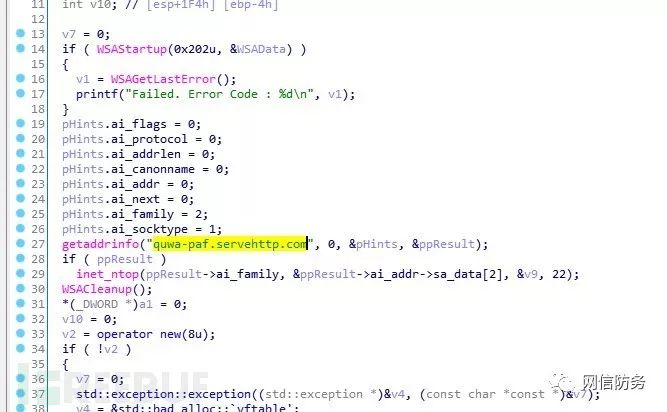 11 int v10; // [esp+1F4h] [ebp-4h]
12
13 v7 = 0;
14 if ( WSAStartup(0x202u, &WSAData) )
15 {
16 v1 = WSAGetLastError();
17 printf("Failed. Error Code : %d\n", v1);
18 }
19 pHints.ai_flags = 0;
20 pHints.ai_protocol = 0;
21 pHints.ai_addrlen = 0;
22 pHints.ai_canonname = 0;
23 pHints.ai_addr = 0;
24 pHints.ai_next = 0;
25 pHints.ai_family = 2;
26 pHints.ai_socktype = 1;
27 getaddrinfo("quwa-paf.servehttp.com", 0, &pHints, &ppResult);
28 if ( ppResult )
29 inet_ntop(ppResult->ai_family, &ppResult->ai_addr->sa_data[2], &v9, 22);
30 WSACleanup();
31 *(_DWORD *)a1 = 0;
32 v10 = 0;
33 v2 = operator new(8u);
34 if ( !v2 )
35 {
36 v7 = 0;
37 std::exception::exception((std::exception *)&v4, (const char *const *)&v7);
38 v4 = &std::bad_alloc::`vftable';
FREEBUF
网信防务